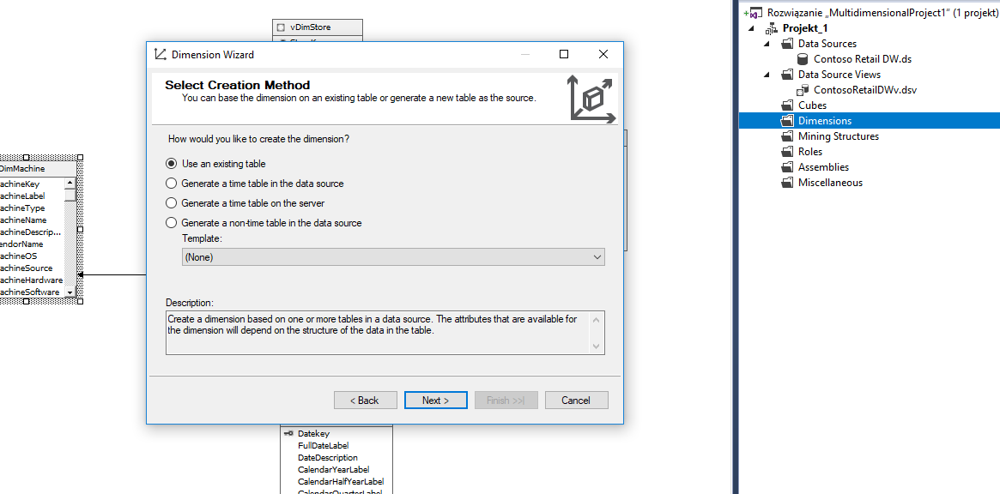 vDimStore
Dimension Wizard
Select Creation Method
You can base the dimension on an existing table or generate a new table as the source.
How would you like to create the dimension?
Use an existing table
Generate a time table in the data source
Generate a time table on the server
Generate a non-time table in the data source
Template:
(None)
Description:
Create a dimension based on one or more tables in a data source. The attributes that are available for
the dimension will depend on the structure of the data in the table.
< Back
Next >
Finish >>|
Cancel
DimMachine
achineKey
achineLabel
achineType
achineName
achineDescrip...
endorName
achineOS
achineSource
achineHardware
achineSoftware
Datekey
FullDateLabel
DateDescription
CalendarYearLabel
CalendarHalfYearLabel
CalendarQuarterLabel
Rozwiązanie „MultidimensionalProject1” (1 projekt)
Projekt_1
Data Sources
Contoso Retail DW.ds
Data Source Views
ContosoRetailDWv.dsv
Cubes
Dimensions
Mining Structures
Roles
Assemblies
Miscellaneous